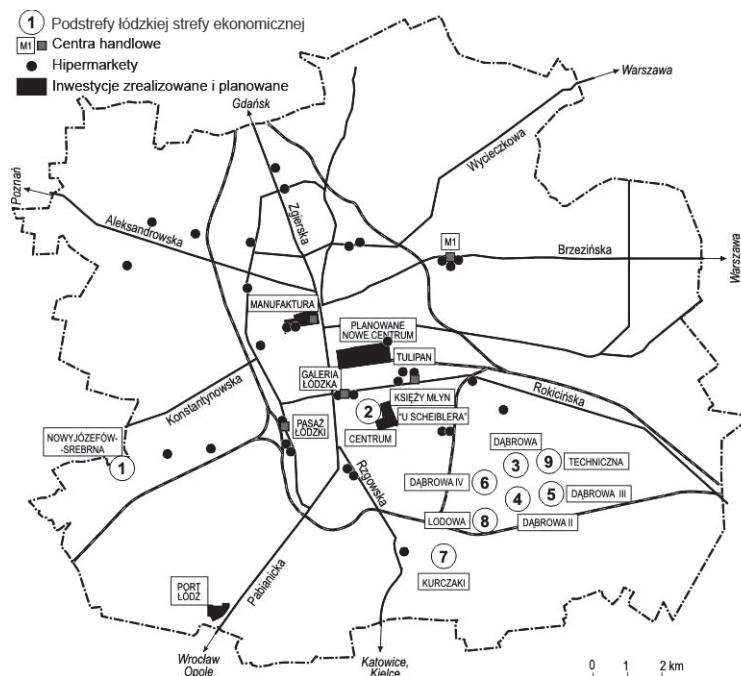 1 Podstrefy łódzkiej strefy ekonomicznej
M1 Centra handlowe
Hipermarkety
Inwestycje zrealizowane i planowane
Gdańsk
Warszawa
Wycieczkowa
Poznań
Aleksandrowska
Zgierska
M1
Brzezińska
Warszawa
MANUFAKTURA
PLANOWANE
NOWE CENTRUM
TULIPAN
GALERIA
ŁÓDZKA
Konstantynowska
Rokicińska
KSIĘŻY MŁYN
2
"U SCHEIBLERA"
PASAŻ
ŁÓDZKI
CENTRUM
NOWYJÓZEFÓW-
-SREBRNA
1
DĄBROWA
3
9
TECHNICZNA
Rzgowska
DĄBROWA IV
6
4
5
DĄBROWA III
LODOWA
8
DĄBROWA II
7
KURCZAKI
PORT
ŁÓDŹ
Pabianicka
Wrocław
Opole
Katowice,
Kielce
0 1 2 km